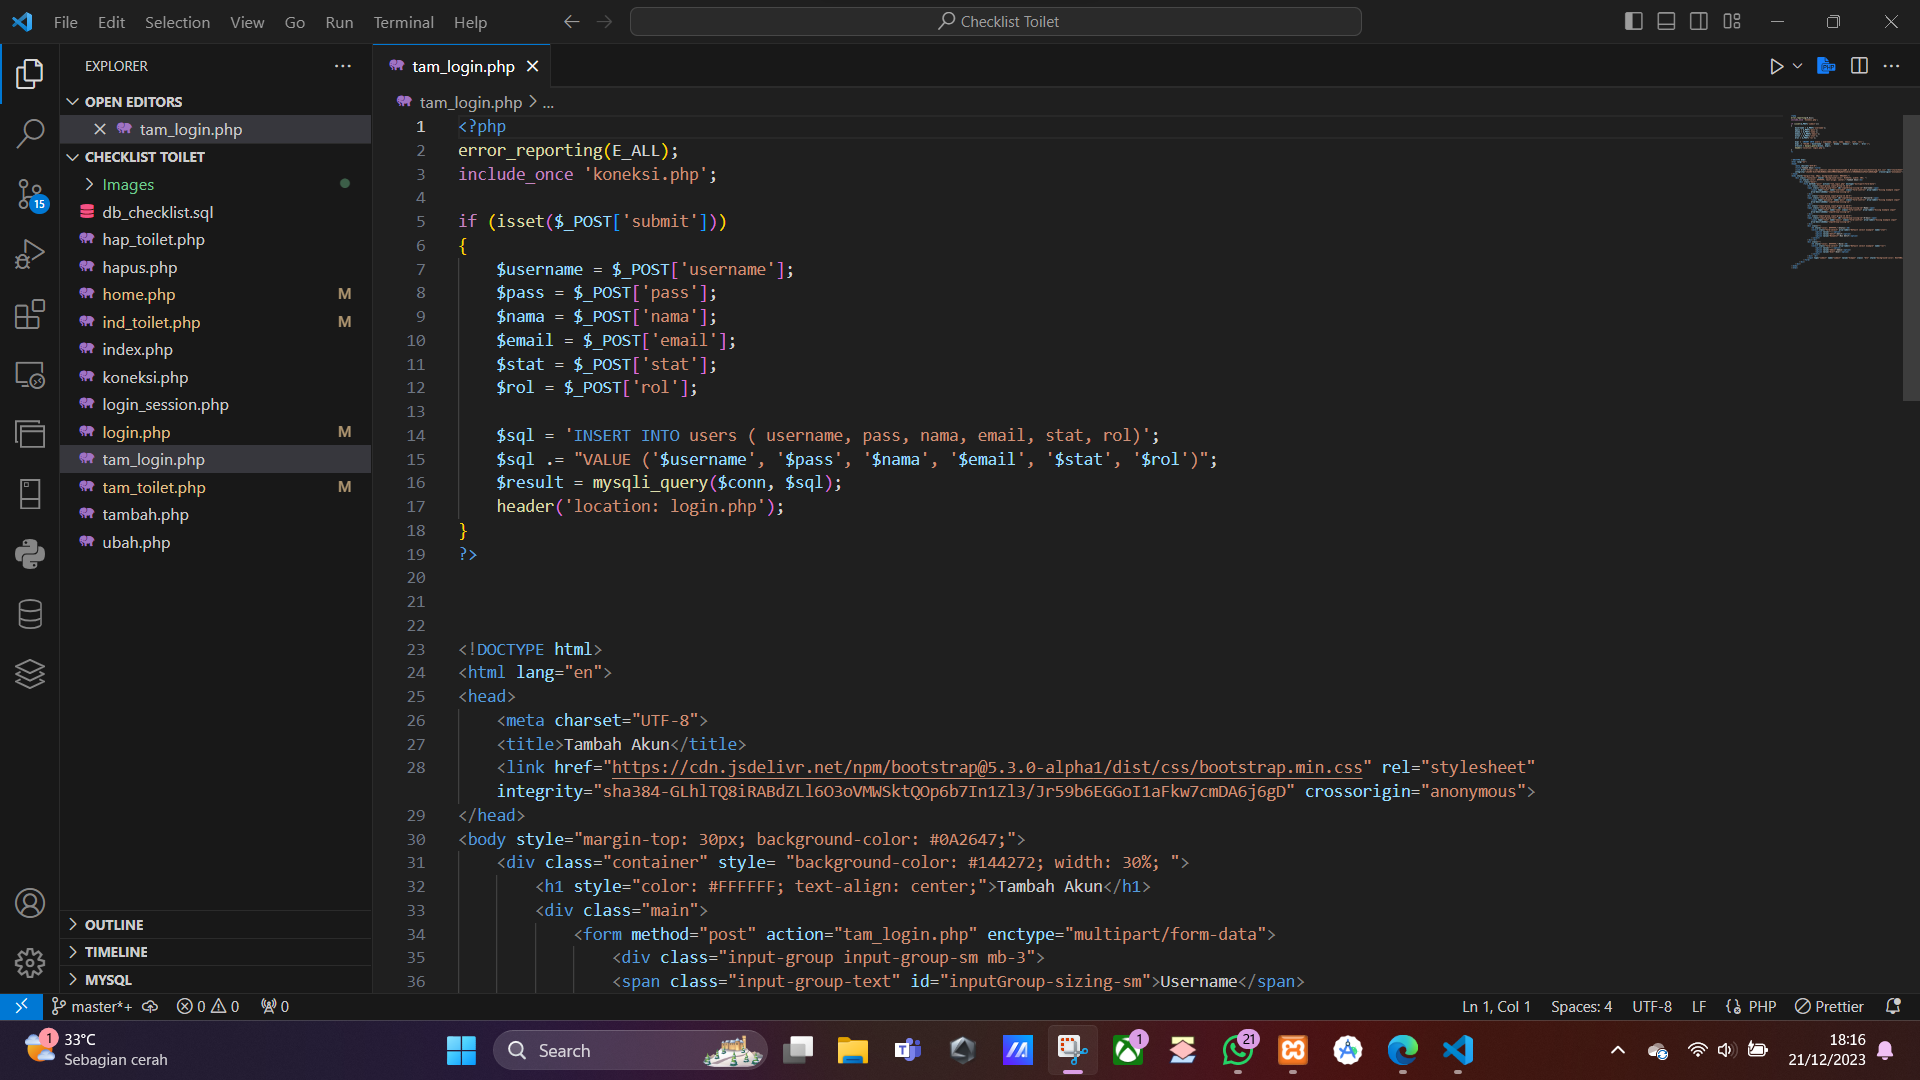 File Edit Selection View Go Run Terminal Help
Checklist Toilet
EXPLORER
OPEN EDITORS
tam_login.php
CHECKLIST TOILET
Images
db_checklist.sql
hap_toilet.php
hapus.php
home.php M
ind_toilet.php M
index.php
koneksi.php
login_session.php
login.php M
tam_login.php
tam_toilet.php M
tambah.php
ubah.php
OUTLINE
TIMELINE
MYSQL
15
tam_login.php
tam_login.php > ...
1 <?php
2 error_reporting(E_ALL);
3 include_once 'koneksi.php';
4
5 if (isset($_POST['submit']))
6 {
7 $username = $_POST['username'];
8 $pass = $_POST['pass'];
9 $nama = $_POST['nama'];
10 $email = $_POST['email'];
11 $stat = $_POST['stat'];
12 $rol = $_POST['rol'];
13
14 $sql = 'INSERT INTO users ( username, pass, nama, email, stat, rol)';
15 $sql .= "VALUE ('$username', '$pass', '$nama', '$email', '$stat', '$rol')";
16 $result = mysqli_query($conn, $sql);
17 header('location: login.php');
18 }
19 ?>
20
21
22
23 <!DOCTYPE html>
24 <html lang="en">
25 <head>
26 <meta charset="UTF-8">
27 <title>Tambah Akun</title>
28 <link href="https://cdn.jsdelivr.net/npm/bootstrap@5.3.0-alpha1/dist/css/bootstrap.min.css" rel="stylesheet"
integrity="sha384-GLhlTQ8iRABdZLl6O3oVMWSktQOp6b7In1Zl3/Jr59b6EGGoI1aFkw7cmDA6j6gD" crossorigin="anonymous">
29 </head>
30 <body style="margin-top: 30px; background-color: #0A2647;">
31 <div class="container" style= "background-color: #144272; width: 30%; ">
32 <h1 style="color: #FFFFFF; text-align: center;">Tambah Akun</h1>
33 <div class="main">
34 <form method="post" action="tam_login.php" enctype="multipart/form-data">
35 <div class="input-group input-group-sm mb-3">
36 <span class="input-group-text" id="inputGroup-sizing-sm">Username</span>
master*+ 0 0 0
Ln 1, Col 1 Spaces: 4 UTF-8 LF PHP Prettier
1 33°C
Sebagian cerah
Search
1
21
18:16
21/12/2023